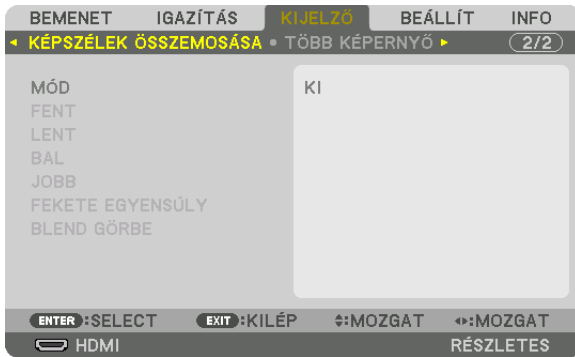 BEMENET IGAZÍTÁS KIJELZŐ BEÁLLÍT INFO
◂ KÉPSZÉLEK ÖSSZEMOSÁSA • TÖBB KÉPERNYŐ ▸ 2/2
MÓD KI
FENT
LENT
BAL
JOBB
FEKETE EGYENSÚLY
BLEND GÖRBE
ENTER :SELECT EXIT :KILÉP ♦:MOZGAT ◂▸:MOZGAT
HDMI RÉSZLETES